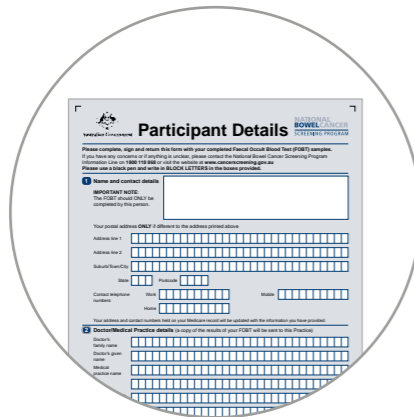 Participant Details
NATIONAL
BOWELCANCER
SCREENING PROGRAM
Please complete, sign and return this form with your completed Faecal Occult Blood Test (FOBT) samples.
If you have any concerns or if anything is unclear, please contact the National Bowel Cancer Screening Program
Information Line on 1800 118 868 or visit the website at www.cancerscreening.gov.au
Please use a black pen and write in BLOCK LETTERS in the boxes provided.
1 Name and contact details
IMPORTANT NOTE:
The FOBT should ONLY be
completed by this person.
Your postal address ONLY if different to the address printed above
Address line 1
Address line 2
Suburb/Town/City
State Postcode
Contact telephone
numbers
Work Mobile
Home
Your address and contact numbers held on your Medicare record will be updated with the information you have provided.
2 Doctor/Medical Practice details (a copy of the results of your FOBT will be sent to this Practice)
Doctor's
family name
Doctor's given
name
Medical
practice name